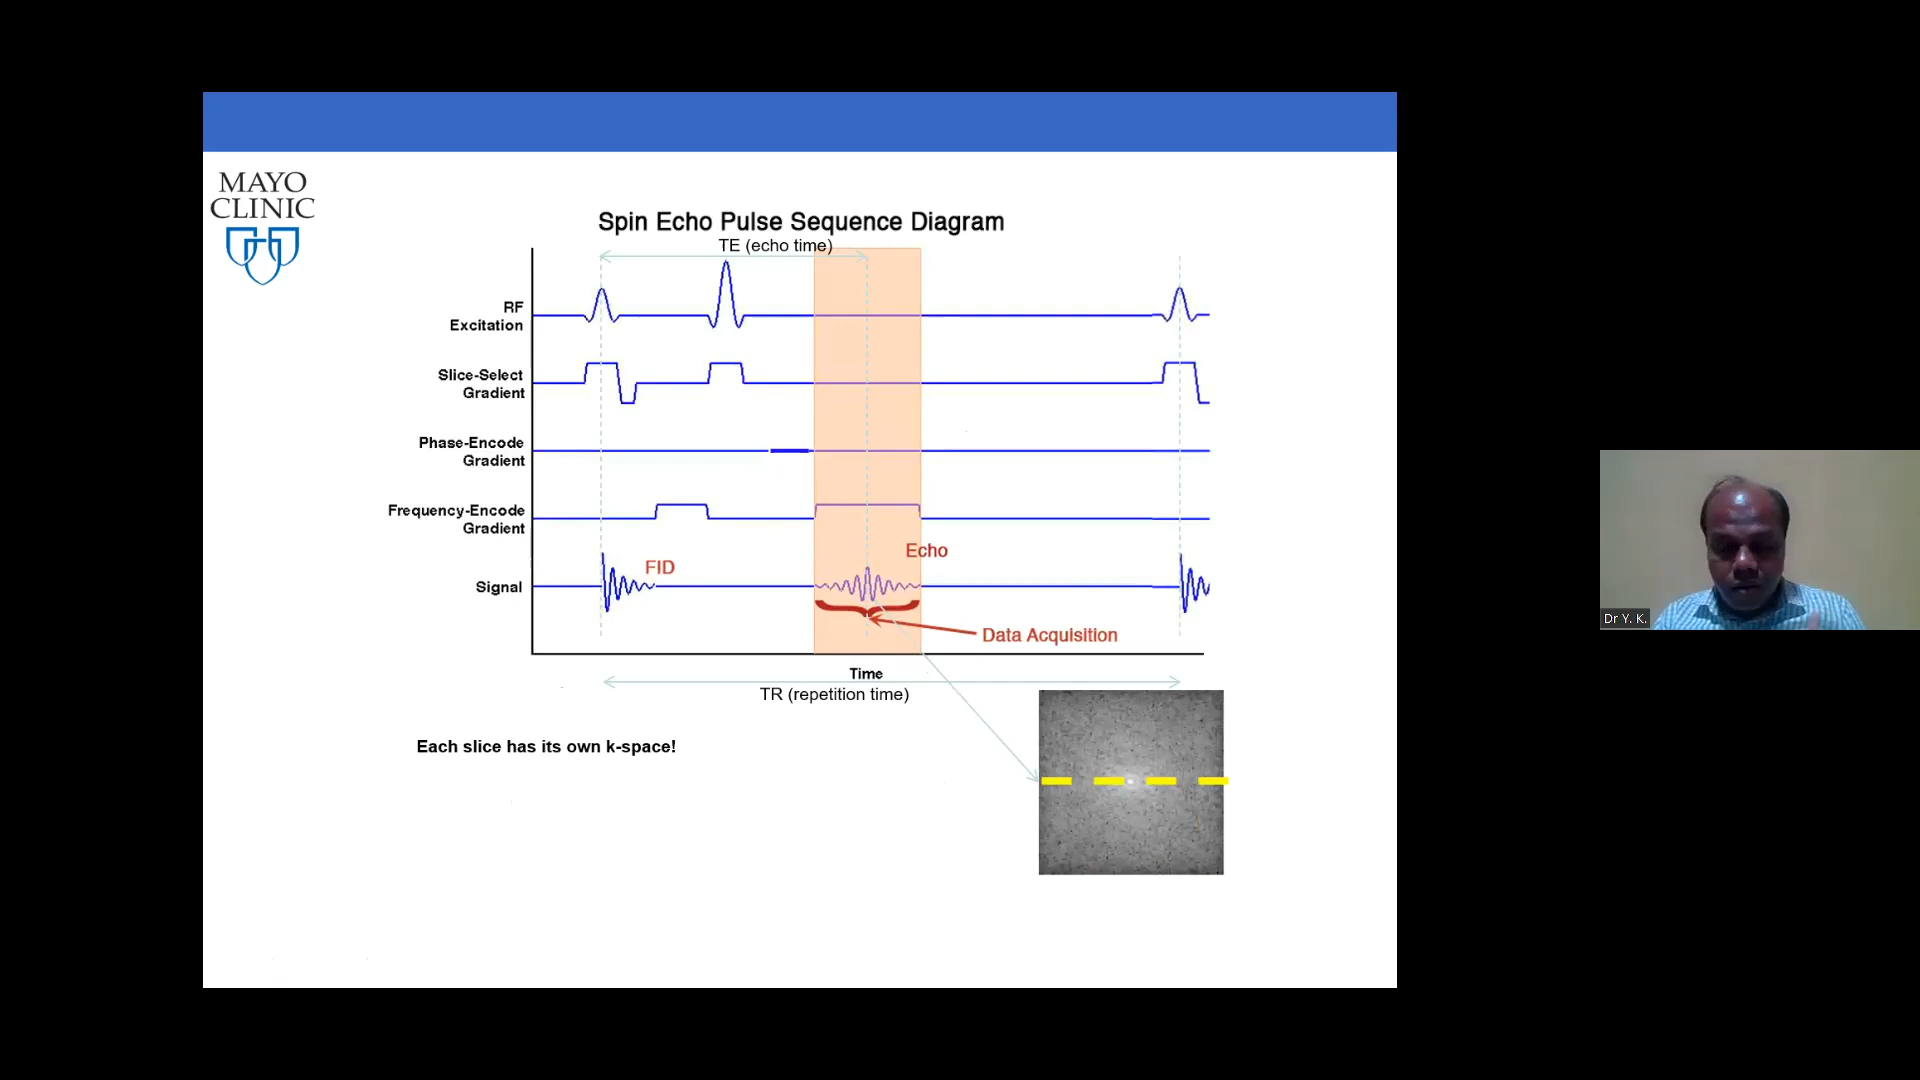 MAYO
CLINIC
Spin Echo Pulse Sequence Diagram
TE (echo time)
RF
Excitation
Slice-Select
Gradient
Phase-Encode
Gradient
Frequency-Encode
Gradient
Echo
FID
Signal
Data Acquisition
Time
TR (repetition time)
Each slice has its own k-space!
Dr Y. K.